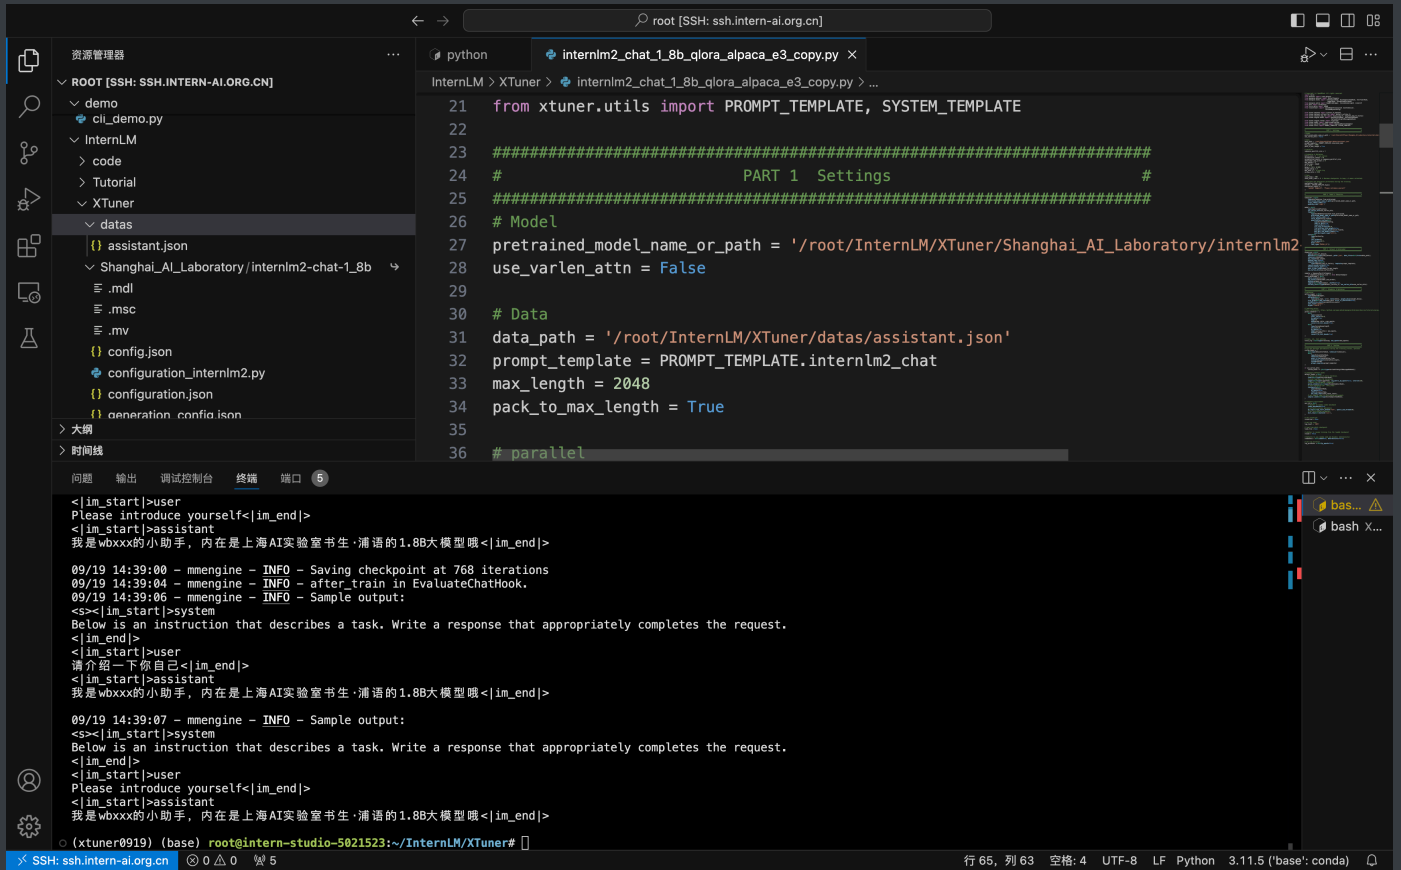 root [SSH: ssh.intern-ai.org.cn]
资源管理器
ROOT [SSH: SSH.INTERN-AI.ORG.CN]
demo
cli_demo.py
InternLM
code
Tutorial
XTuner
datas
assistant.json
Shanghai_AI_Laboratory/internlm2-chat-1_8b
.mdl
.msc
.mv
config.json
configuration_internlm2.py
configuration.json
generation_config.json
大纲
时间线
python
internlm2_chat_1_8b_qlora_alpaca_e3_copy.py
InternLM > XTuner > internlm2_chat_1_8b_qlora_alpaca_e3_copy.py > ...
21 from xtuner.utils import PROMPT_TEMPLATE, SYSTEM_TEMPLATE
22
23 #######################################################################
24 # PART 1 Settings #
25 #######################################################################
26 # Model
27 pretrained_model_name_or_path = '/root/InternLM/XTuner/Shanghai_AI_Laboratory/internlm2-
28 use_varlen_attn = False
29
30 # Data
31 data_path = '/root/InternLM/XTuner/datas/assistant.json'
32 prompt_template = PROMPT_TEMPLATE.internlm2_chat
33 max_length = 2048
34 pack_to_max_length = True
35
36 # parallel
问题 输出 调试控制台 终端 端口 5
<|im_start|>user
Please introduce yourself<|im_end|>
<|im_start|>assistant
我是wbxxx的小助手，内在是上海AI实验室书生·浦语的1.8B大模型哦<|im_end|>
09/19 14:39:00 - mmengine - INFO - Saving checkpoint at 768 iterations
09/19 14:39:04 - mmengine - INFO - after_train in EvaluateChatHook.
09/19 14:39:06 - mmengine - INFO - Sample output:
<s><|im_start|>system
Below is an instruction that describes a task. Write a response that appropriately completes the request.
<|im_end|>
<|im_start|>user
请介绍一下你自己<|im_end|>
<|im_start|>assistant
我是wbxxx的小助手，内在是上海AI实验室书生·浦语的1.8B大模型哦<|im_end|>
09/19 14:39:07 - mmengine - INFO - Sample output:
<s><|im_start|>system
Below is an instruction that describes a task. Write a response that appropriately completes the request.
<|im_end|>
<|im_start|>user
Please introduce yourself<|im_end|>
<|im_start|>assistant
我是wbxxx的小助手，内在是上海AI实验室书生·浦语的1.8B大模型哦<|im_end|>
(xtuner0919) (base) root@intern-studio-5021523:~/InternLM/XTuner#
bas...
bash X...
SSH: ssh.intern-ai.org.cn 0 0 5
行 65，列 63 空格: 4 UTF-8 LF Python 3.11.5 ('base': conda)